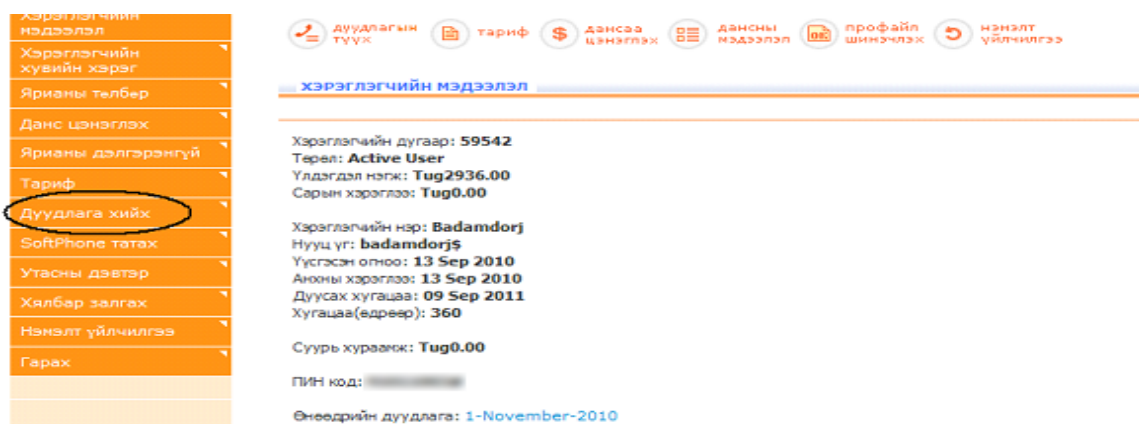 Хэрэглэгчийн
мэдээлэл
Хэрэглэгчийн
хувийн хэрэг
Ярианы төлбөр
Данс цэнэглэх
Ярианы дэлгэрэнгүй
Тариф
Дуудлага хийх
SoftPhone татах
Утасны дэвтэр
Хялбар залгах
Нэмэлт үйлчилгээ
Гарах
дуудлагын
түүх
тариф
дансаа
цэнэглэх
дансны
мэдээлэл
профайл
шинэчлэх
нэмэлт
үйлчилгээ
хэрэглэгчийн мэдээлэл
Хэрэглэгчийн дугаар: 59542
Төрөл: Active User
Үлдэгдэл нэгж: Tug2936.00
Сарын хэрэглээ: Tug0.00
Хэрэглэгчийн нэр: Badamdorj
Нууц үг: badamdorj$
Үүсгэсэн огноо: 13 Sep 2010
Анхны хэрэглээ: 13 Sep 2010
Дуусах хугацаа: 09 Sep 2011
Хугацаа(өдрөөр): 360
Суурь хураамж: Tug0.00
ПИН код:
Өнөөдрийн дуудлага: 1-November-2010